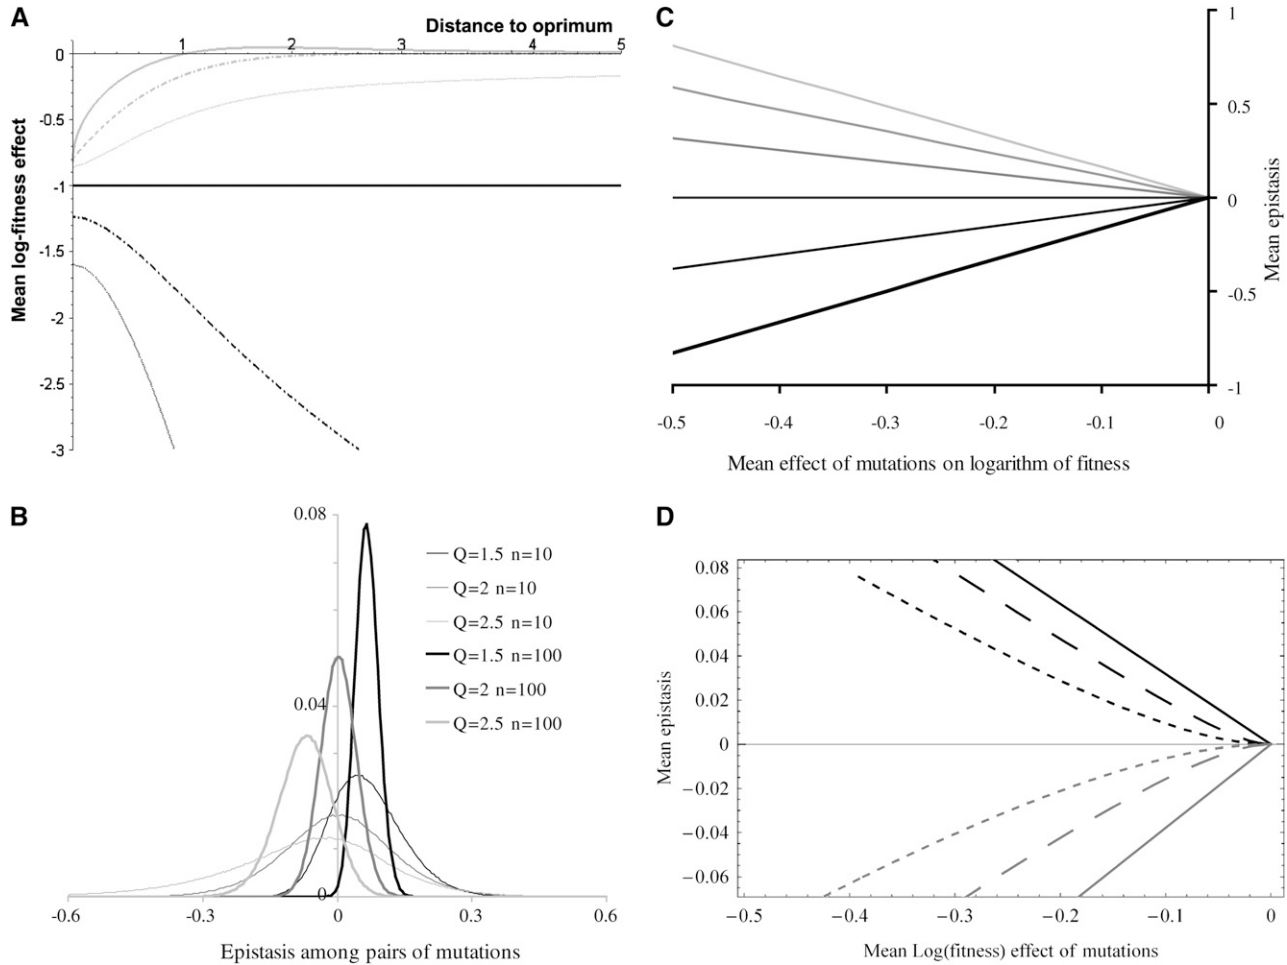 A
Distance to oprimum
1
2
3
4
5
0
-0.5
-1
-1.5
-2
-2.5
-3
Mean log-fitness effect
C
1
0.5
0
-0.5
-1
Mean epistasis
-0.5
-0.4
-0.3
-0.2
-0.1
0
Mean effect of mutations on logarithm of fitness
B
0.08
0.04
0
Q=1.5 n=10
Q=2 n=10
Q=2.5 n=10
Q=1.5 n=100
Q=2 n=100
Q=2.5 n=100
-0.6
-0.3
0
0.3
0.6
Epistasis among pairs of mutations
D
0.08
0.06
0.04
0.02
0
−0.02
−0.04
−0.06
Mean epistasis
−0.5
−0.4
−0.3
−0.2
−0.1
0
Mean Log(fitness) effect of mutations